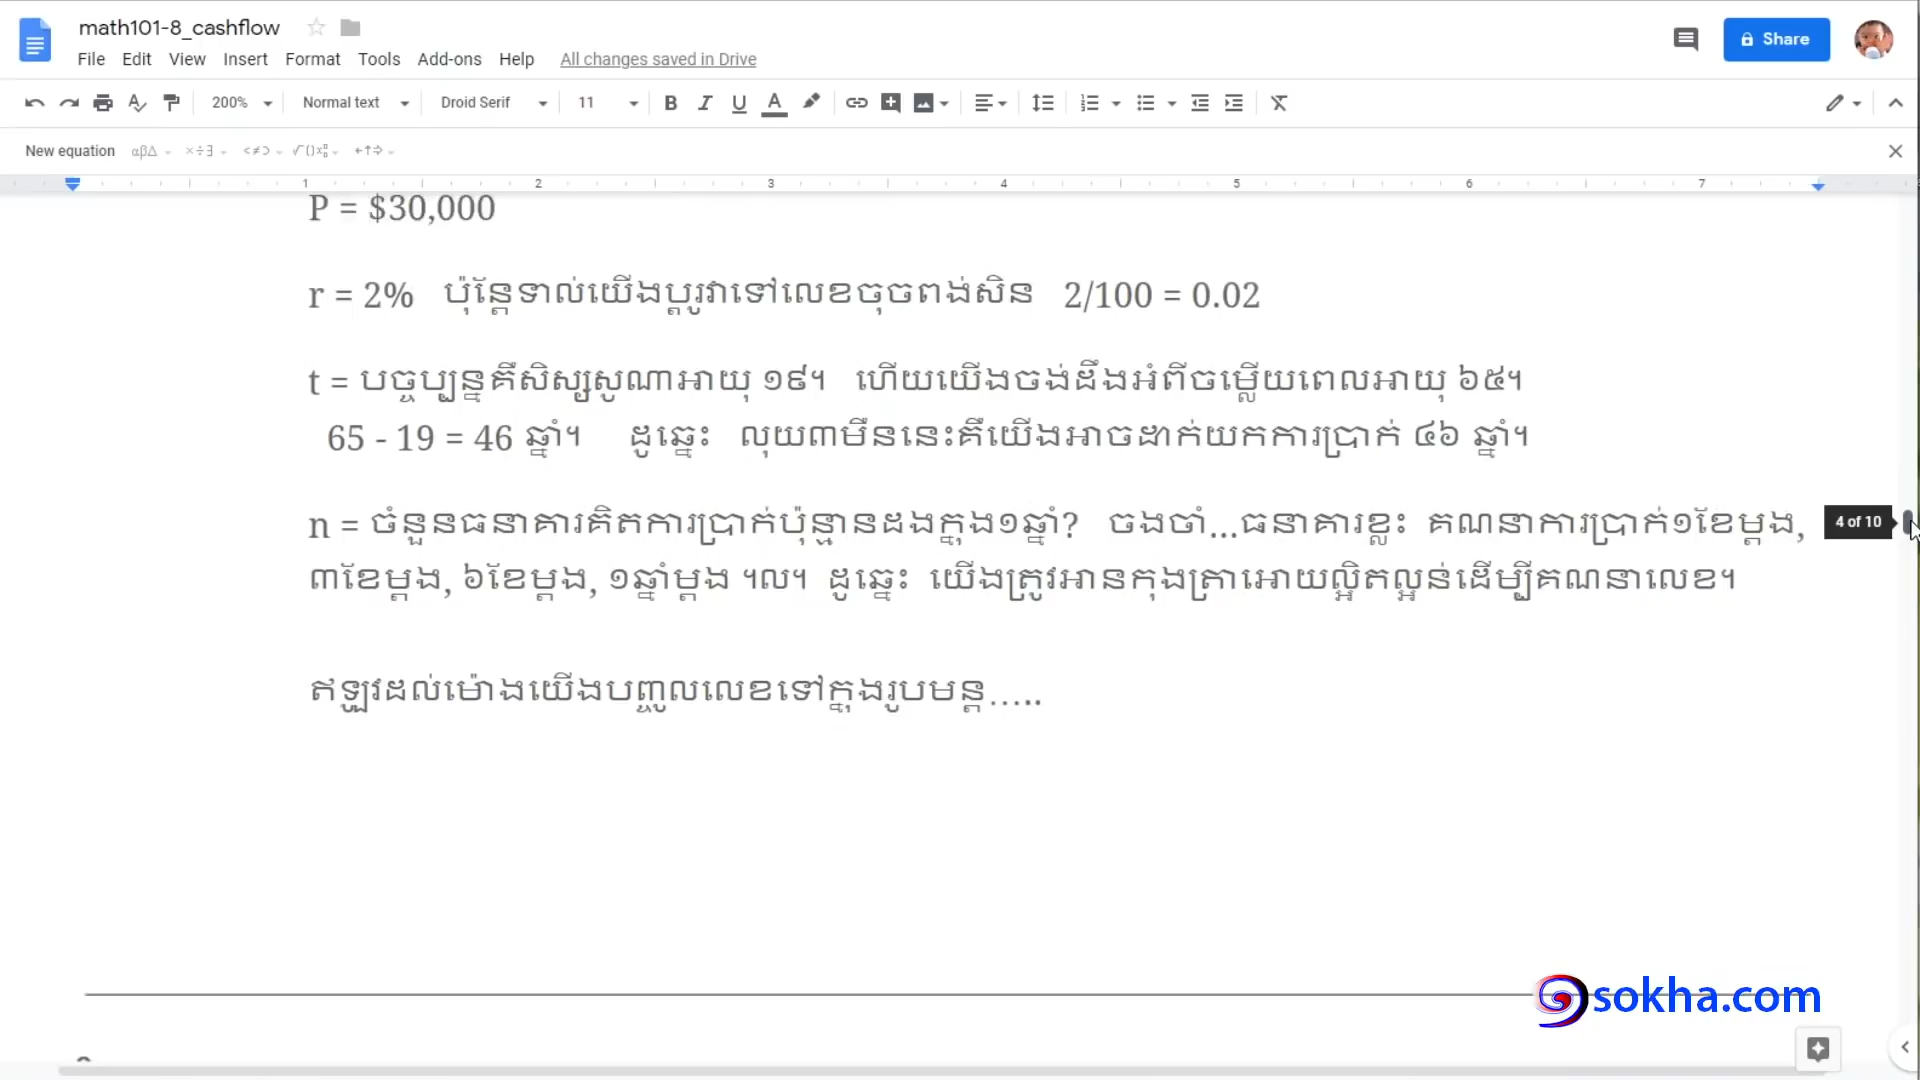 math101-8_cashflow
File Edit View Insert Format Tools Add-ons Help All changes saved in Drive
Share
200% Normal text Droid Serif 11
New equation
1 2 3 4 5 6 7
P = $30,000
r = 2% ប៉ុន្តែទាល់យើងប្តូរវាទៅលេខចុចពង់សិន 2/100 = 0.02
t = បច្ចប្បន្នគឺសិស្សសូណាអាយុ ១៩។ ហើយយើងចង់ដឹងអំពីចម្លើយពេលអាយុ ៦៥។
65 - 19 = 46 ឆ្នាំ។ ដូច្នេះ លុយ៣មឺននេះគឺយើងអាចដាក់យកការប្រាក់ ៤៦ ឆ្នាំ។
n = ចំនួនធនាគារគិតការប្រាក់ប៉ុន្មានដងក្នុង១ឆ្នាំ? ចងចាំ...ធនាគារខ្លះ គណនាការប្រាក់១ខែម្តង,
៣ខែម្តង, ៦ខែម្តង, ១ឆ្នាំម្តង ។ល។ ដូច្នេះ យើងត្រូវអានកុងត្រាអោយល្អិតល្អន់ដើម្បីគណនាលេខ។
ឥឡូវដល់ម៉ោងយើងបញ្ចូលលេខទៅក្នុងរូបមន្ត…..
4 of 10
sokha.com